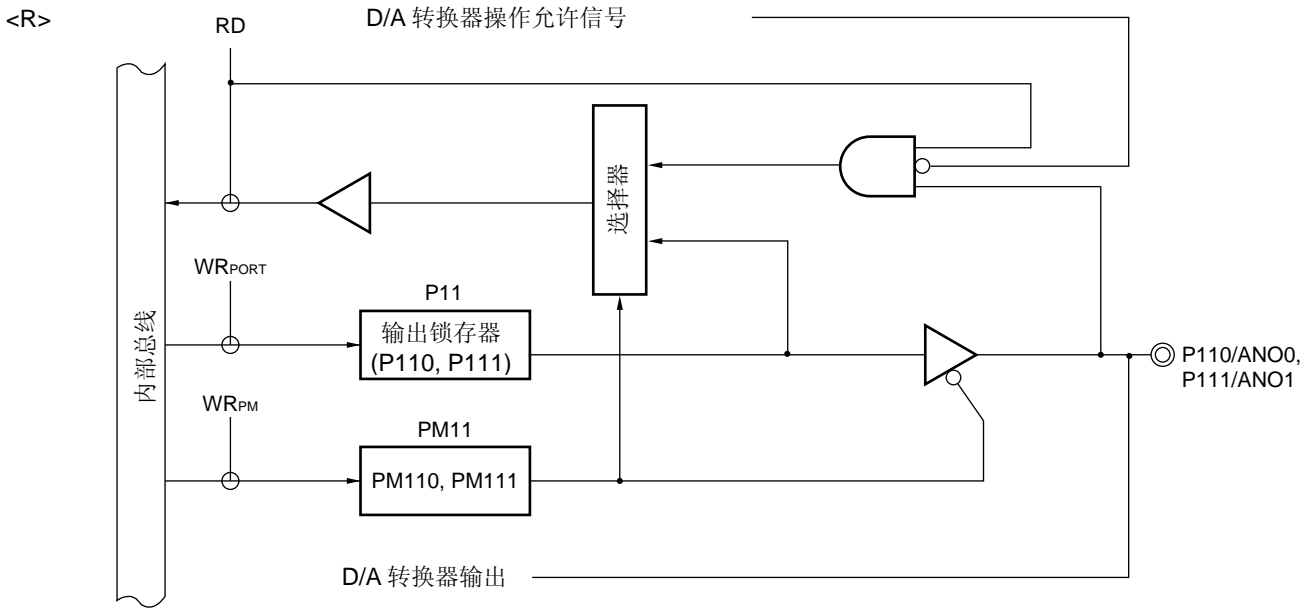 <R>
D/A 转换器操作允许信号
RD
选择器
WRPORT
P11
输出锁存器
(P110, P111)
内部总线
P110/ANO0,
P111/ANO1
WRPM
PM11
PM110, PM111
D/A 转换器输出